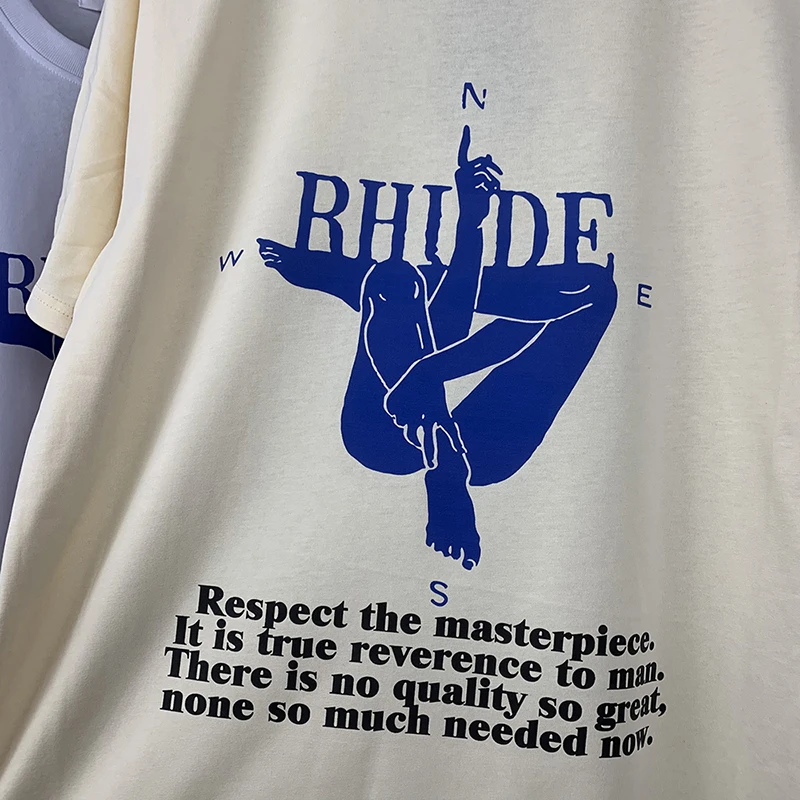 N
RHUDE
W
E
S
Respect the masterpiece.
It is true reverence to man.
There is no quality so great,
none so much needed now.
R